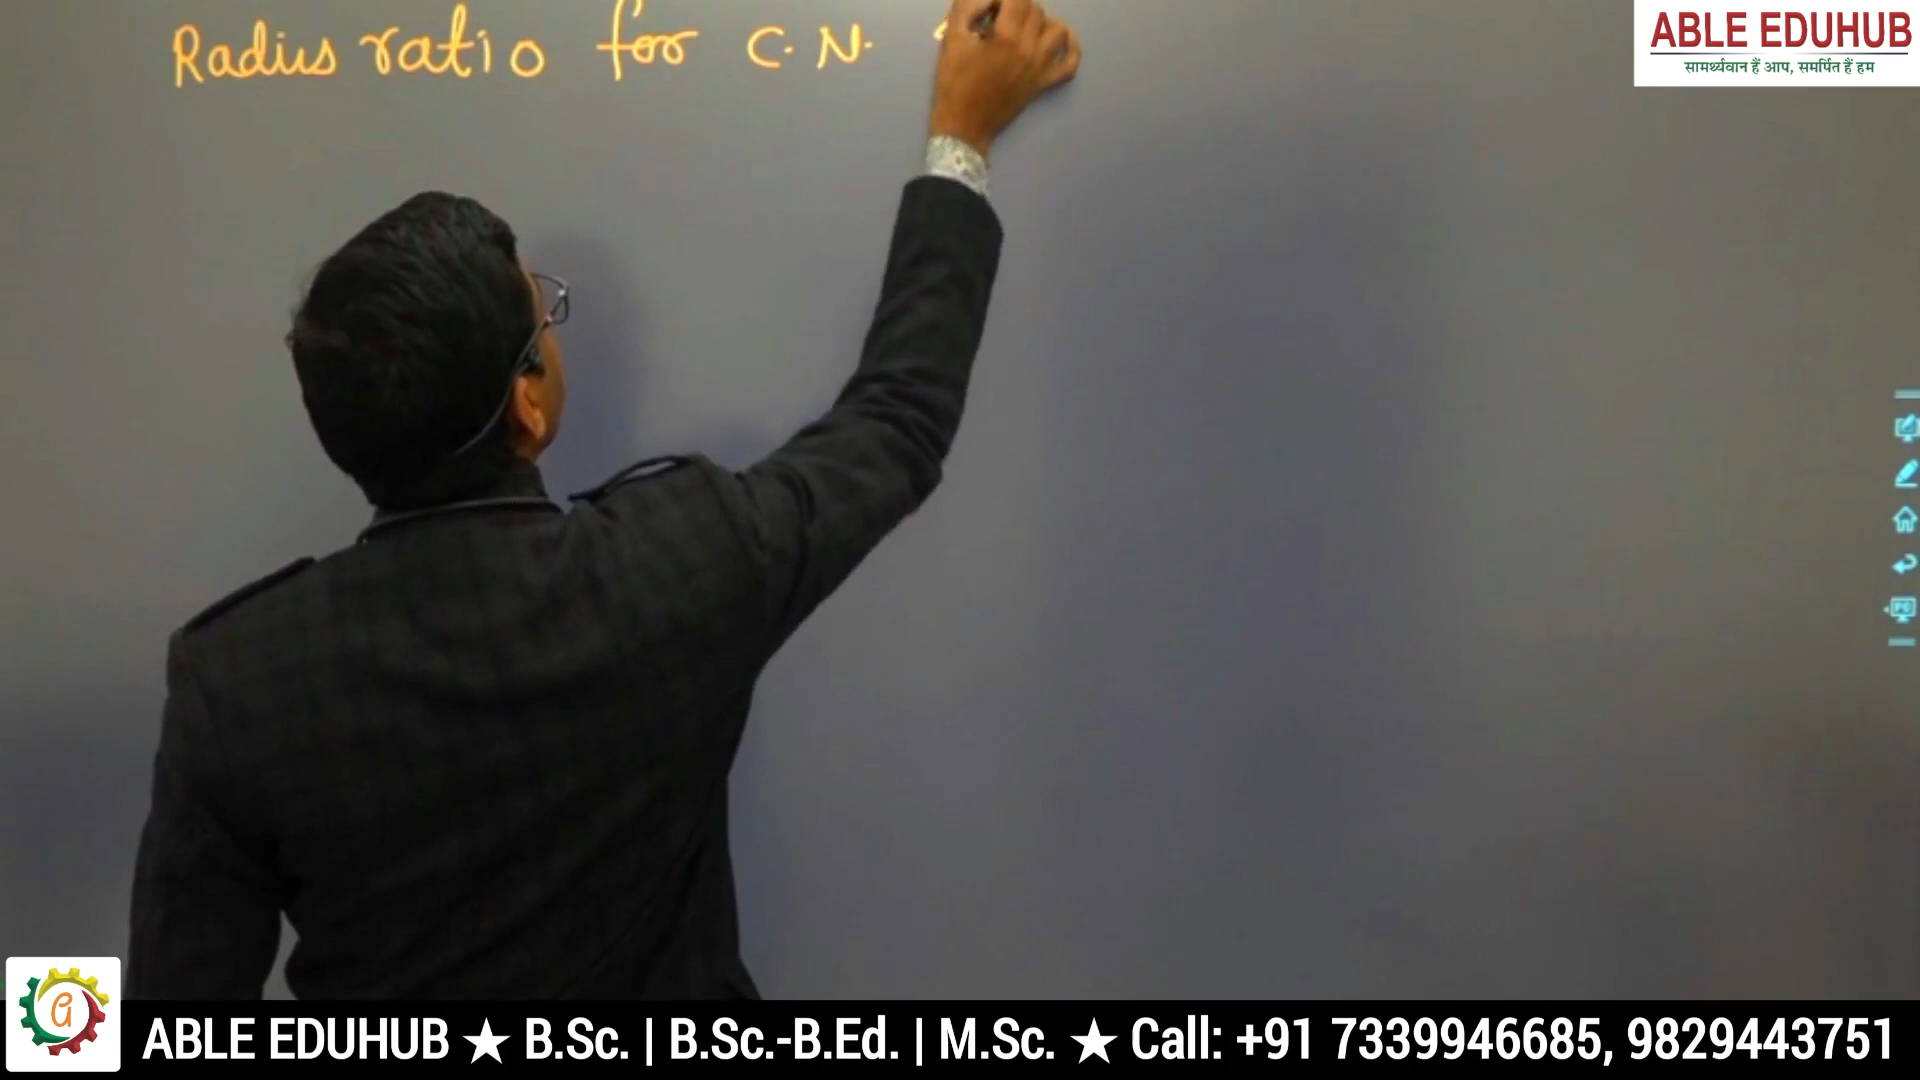 Radius ratio for C.N.
ABLE EDUHUB
सामर्थ्यवान हैं आप, समर्पित हैं हम
PC
G
ABLE EDUHUB ★ B.Sc. | B.Sc.-B.Ed. | M.Sc. ★ Call: +91 7339946685, 9829443751